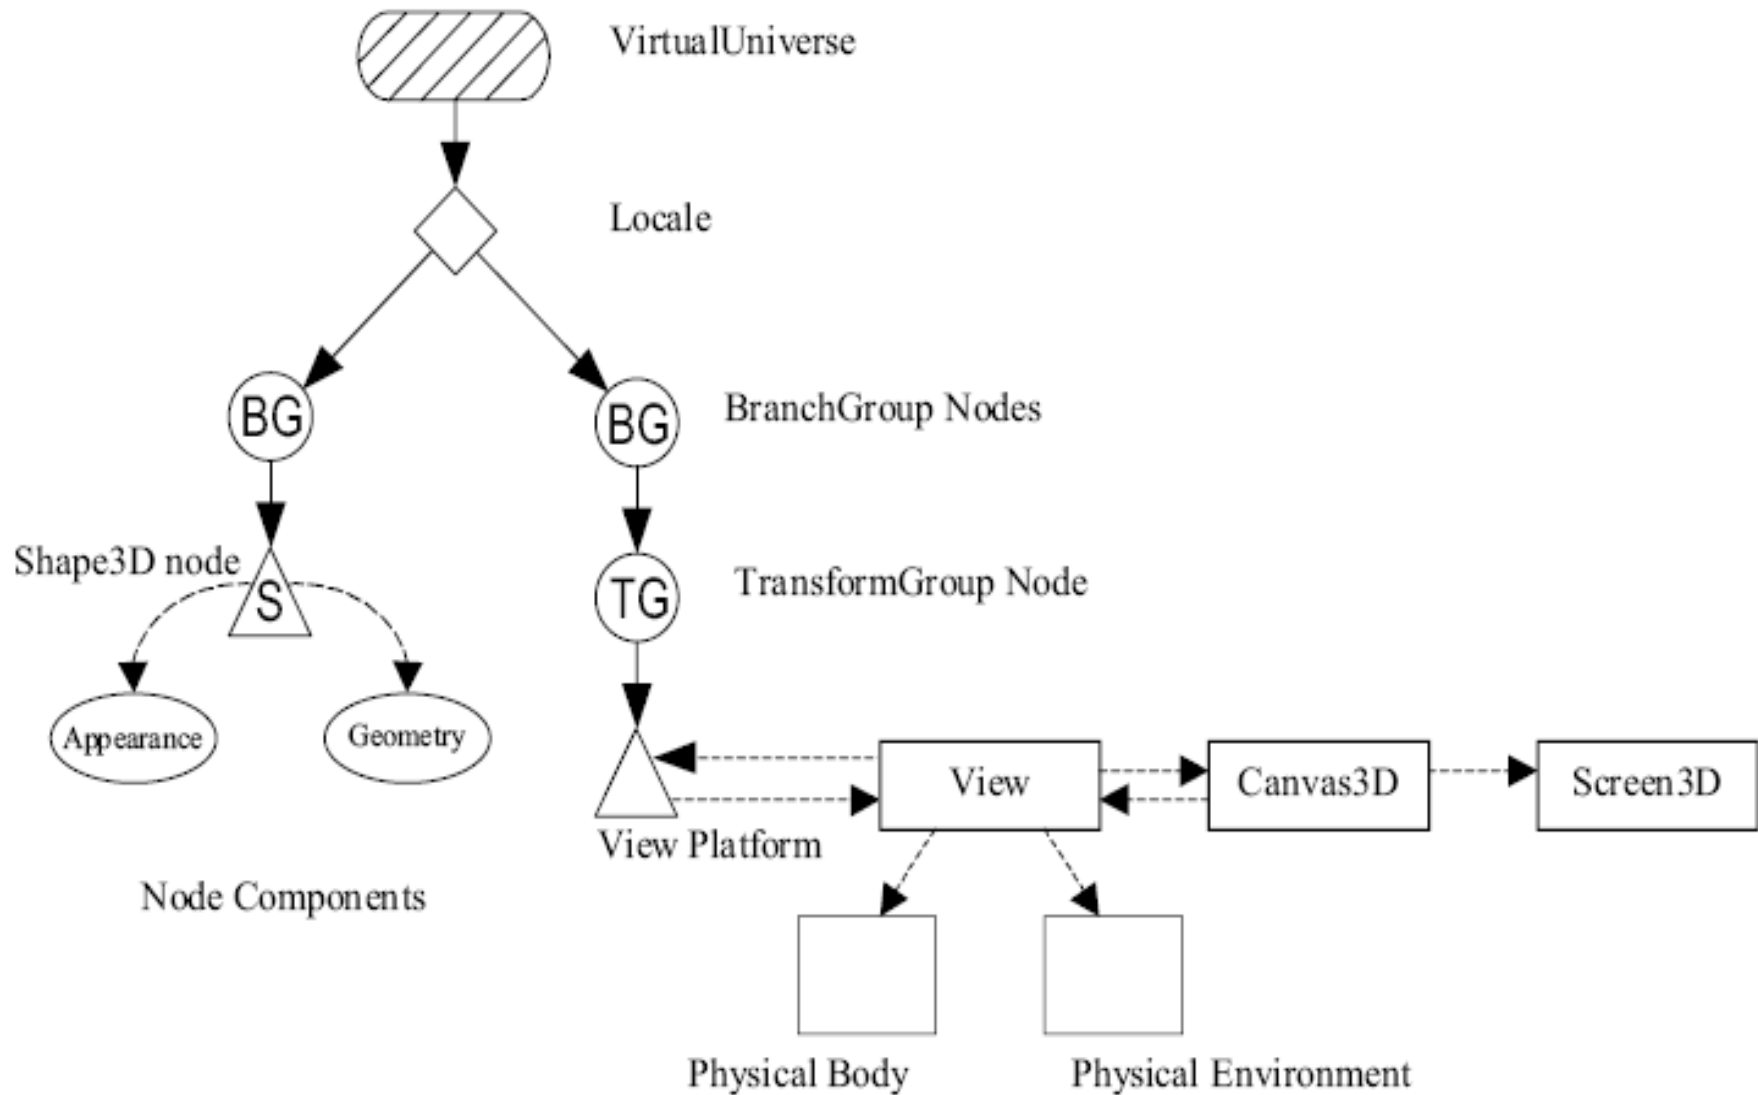 VirtualUniverse
Locale
BG
BG
BranchGroup Nodes
Shape3D node
S
TG
TransformGroup Node
Appearance
Geometry
View
Canvas3D
Screen3D
View Platform
Node Components
Physical Body
Physical Environment